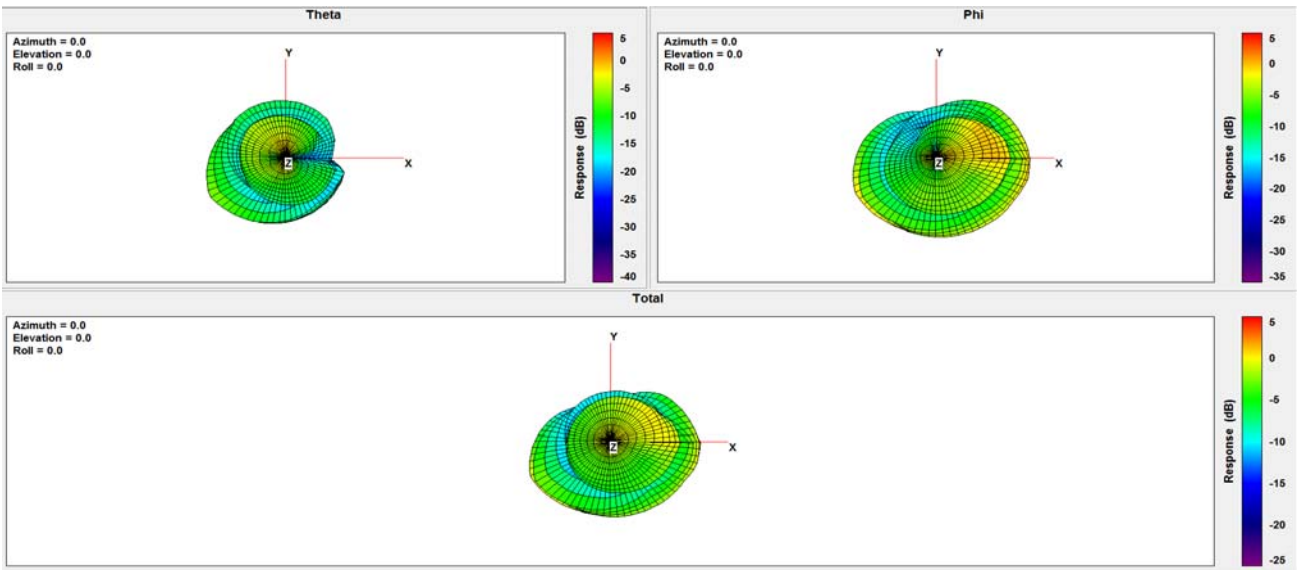 Theta
Azimuth = 0.0
Elevation = 0.0
Roll = 0.0
Y
X
Z
Response (dB)
5
0
-5
-10
-15
-20
-25
-30
-35
-40
Phi
Azimuth = 0.0
Elevation = 0.0
Roll = 0.0
Y
X
Z
Response (dB)
5
0
-5
-10
-15
-20
-25
-30
-35
Total
Azimuth = 0.0
Elevation = 0.0
Roll = 0.0
Y
X
Z
Response (dB)
5
0
-5
-10
-15
-20
-25